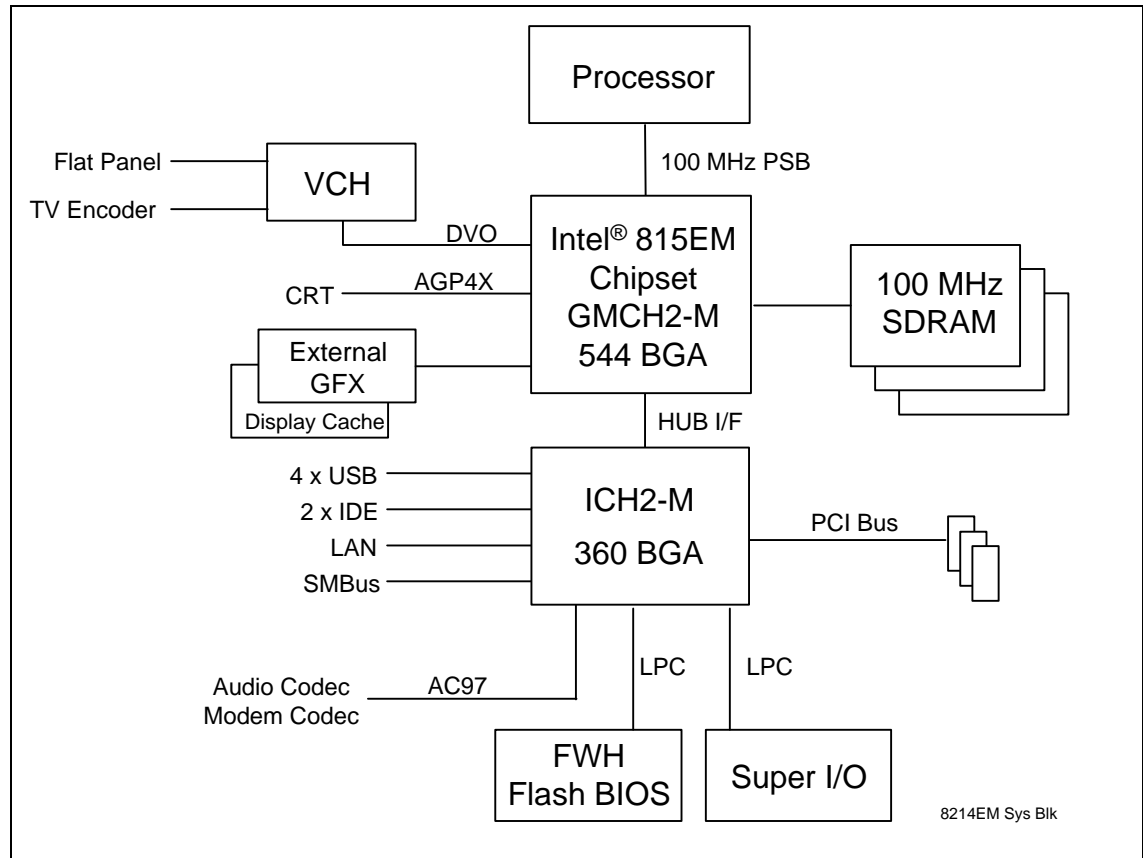 Processor
100 MHz PSB
Flat Panel
TV Encoder
VCH
DVO
Intel® 815EM
Chipset
GMCH2-M
544 BGA
CRT
AGP4X
100 MHz
SDRAM
External
GFX
Display Cache
HUB I/F
4 x USB
2 x IDE
LAN
SMBus
ICH2-M
360 BGA
PCI Bus
Audio Codec
Modem Codec
AC97
LPC
LPC
FWH
Flash BIOS
Super I/O
8214EM Sys Blk